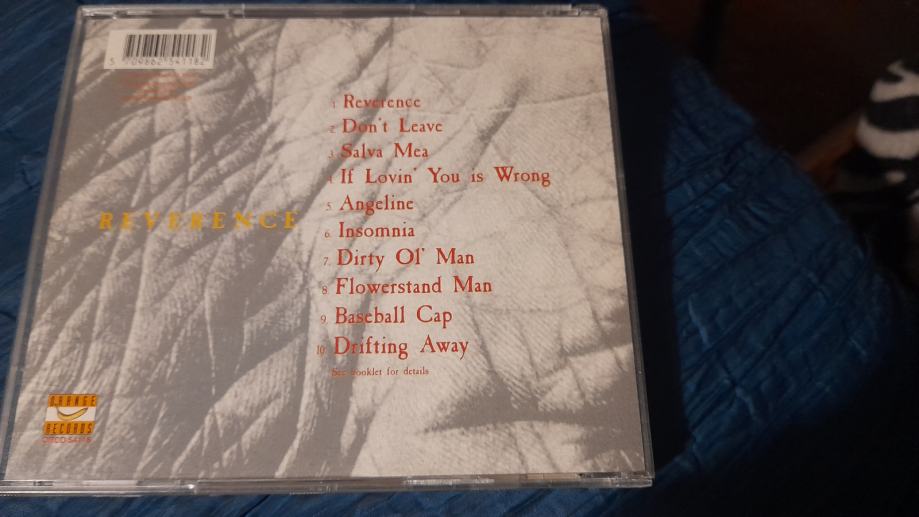 5 709862 541182
1. Reverence
2. Don't Leave
3. Salva Mea
4. If Lovin' You is Wrong
5. Angeline
REVERENCE
6. Insomnia
7. Dirty Ol' Man
8. Flowerstand Man
9. Baseball Cap
10. Drifting Away
See booklet for details
ORANGE
RECORDS